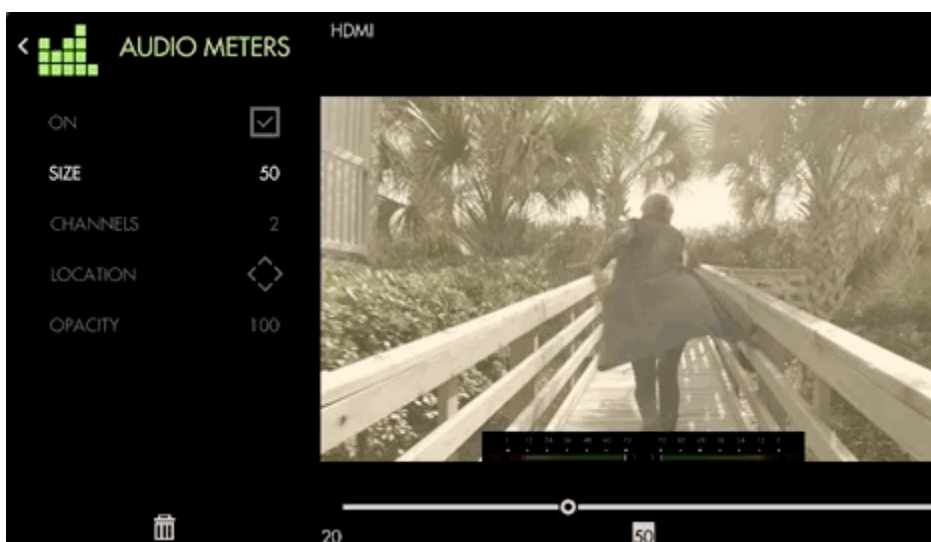 AUDIO METERS
HDMI
ON
SIZE 50
CHANNELS 2
LOCATION
OPACITY 100
20
50